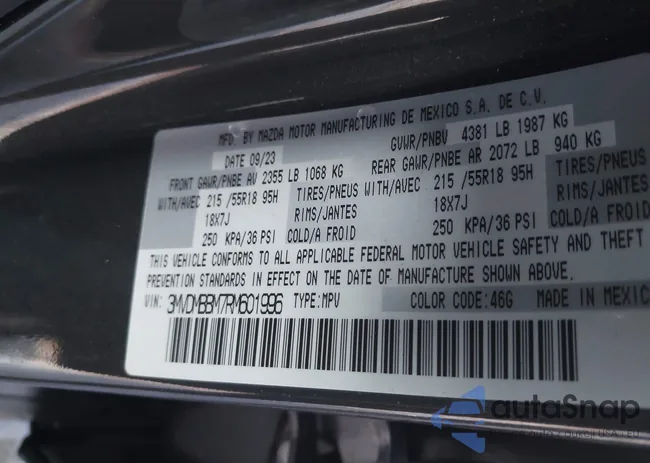 MFD. BY MAZDA MOTOR MANUFACTURING DE MEXICO S.A. DE C.V.
DATE 09/23 GVWR/PNBV 4381 LB 1987 KG
FRONT GAWR/PNBE AV 2355 LB 1068 KG REAR GAWR/PNBE AR 2072 LB 940 KG
WITH/AVEC 215 /55R18 95H TIRES/PNEUS WITH/AVEC 215 /55R18 95H TIRES/PNEUS
18X7J RIMS/JANTES 18X7J RIMS/JANTES
250 KPA/36 PSI COLD/A FROID 250 KPA/36 PSI COLD/A FROID
THIS VEHICLE CONFORMS TO ALL APPLICABLE FEDERAL MOTOR VEHICLE SAFETY AND THEFT
PREVENTION STANDARDS IN EFFECT ON THE DATE OF MANUFACTURE SHOWN ABOVE.
VIN: 3MVDMBBM7RM601996 TYPE:MPV COLOR CODE:46G MADE IN MEXICO
autoSnap